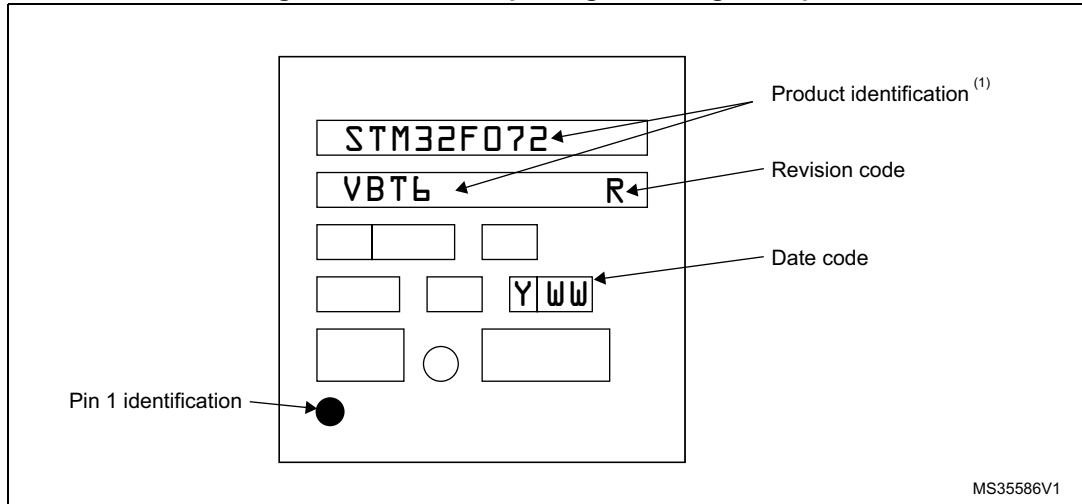 Product identification (1)
STM32F072
Revision code
VBT6 R
Date code
Y WW
Pin 1 identification
MS35586V1